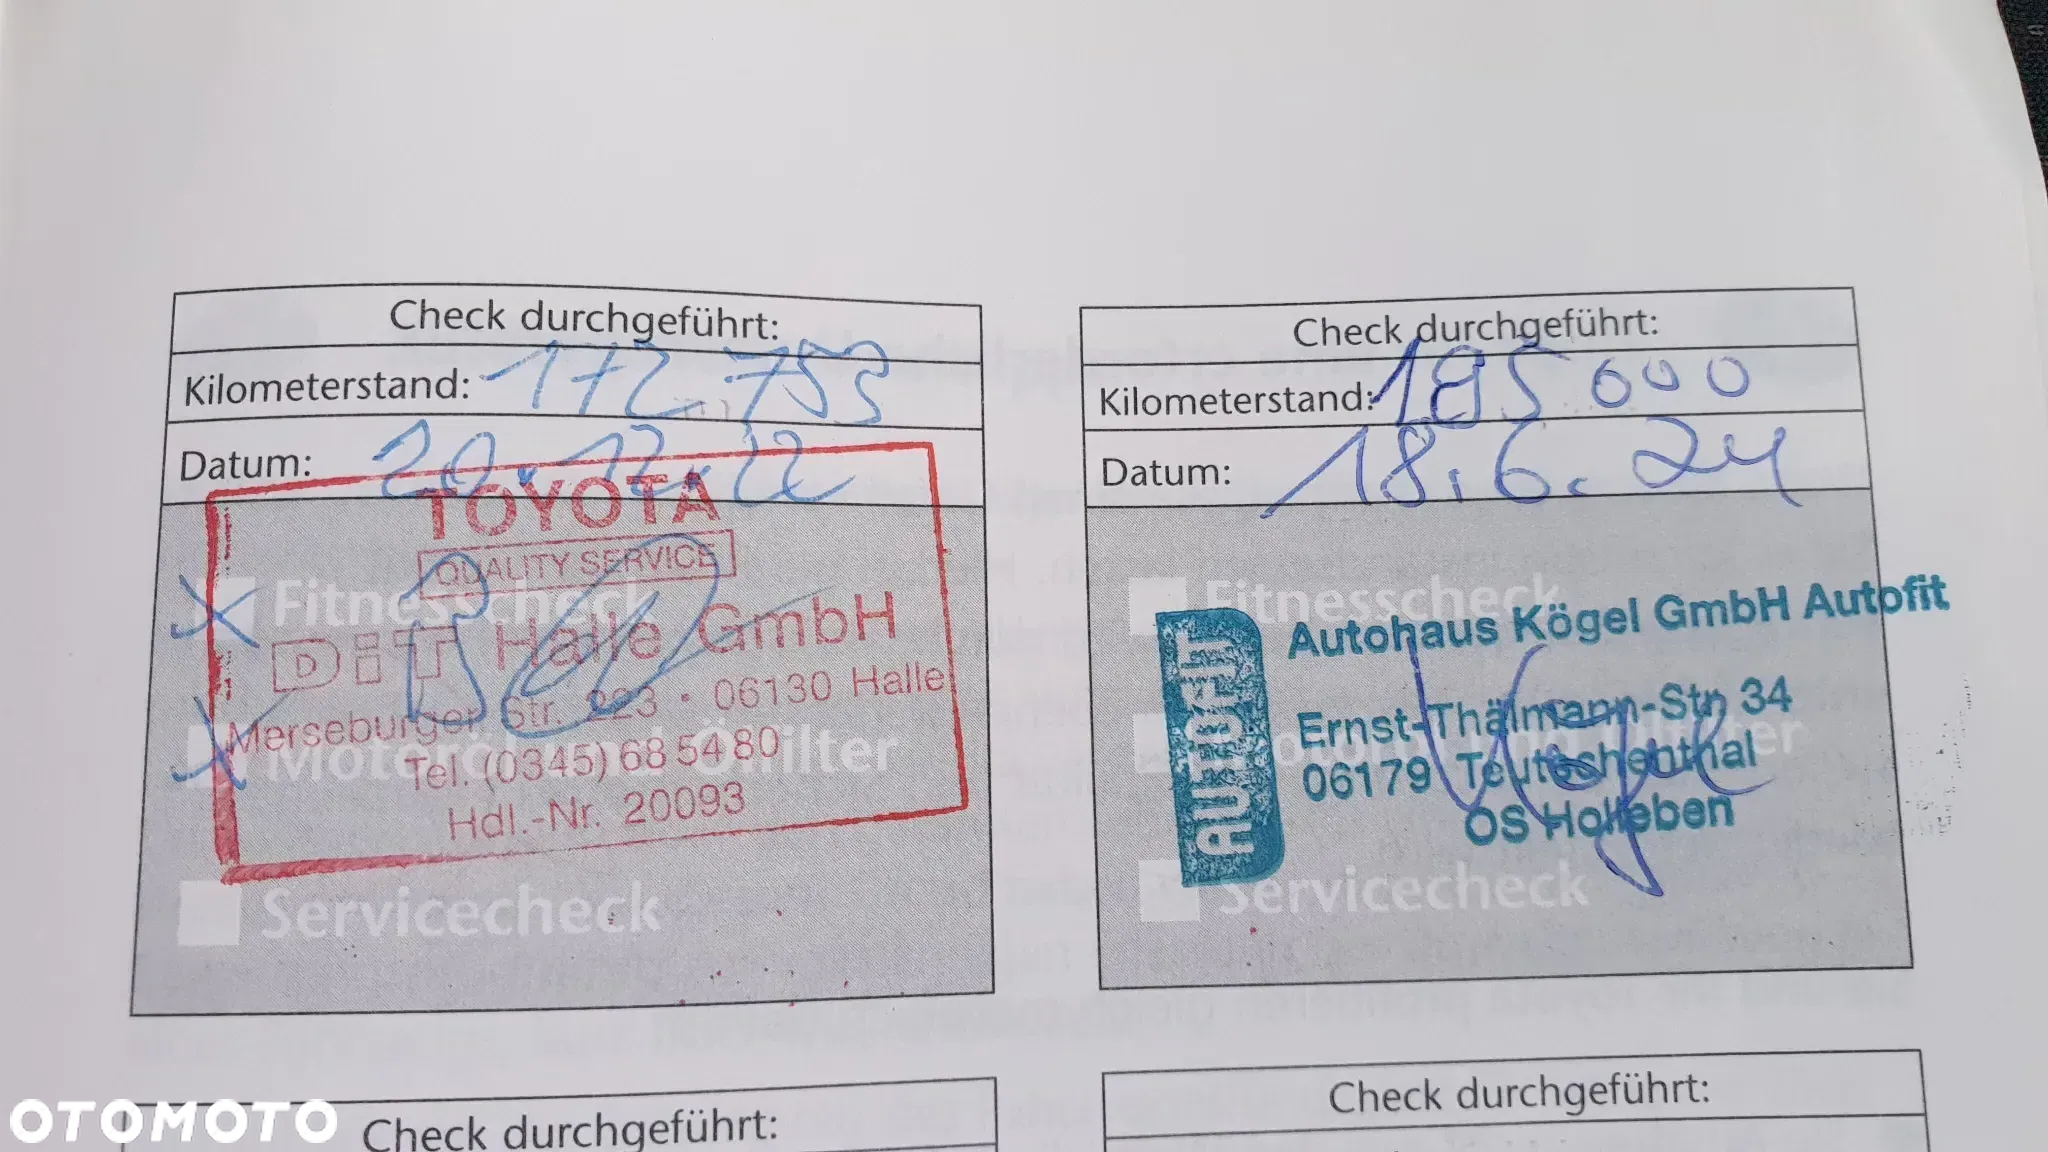 Check durchgeführt:
Kilometerstand: 172.753
Datum: 20.12.22
TOYOTA
QUALITY SERVICE
Fitnesscheck
DiT Halle GmbH
Merseburger Str. 223 • 06130 Halle
Motoröl und Ölfilter
Tel. (0345) 68 54 80
Hdl.-Nr. 20093
Servicecheck
Check durchgeführt:
Kilometerstand: 185 000
Datum: 18.6.24
Fitnesscheck
AUTOFIT
Autohaus Kögel GmbH Autofit
Ernst-Thälmann-Str. 34
06179 Teutschenthal
OS Holleben
Servicecheck
Check durchgeführt:
Check durchgeführt:
OTOMOTO